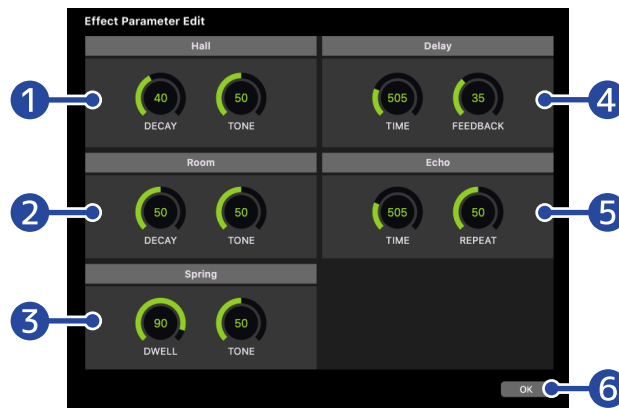 Effect Parameter Edit
Hall
Delay
1
40
50
505
35
4
DECAY
TONE
TIME
FEEDBACK
Room
Echo
2
50
50
505
50
5
DECAY
TONE
TIME
REPEAT
Spring
3
90
50
DWELL
TONE
OK
6